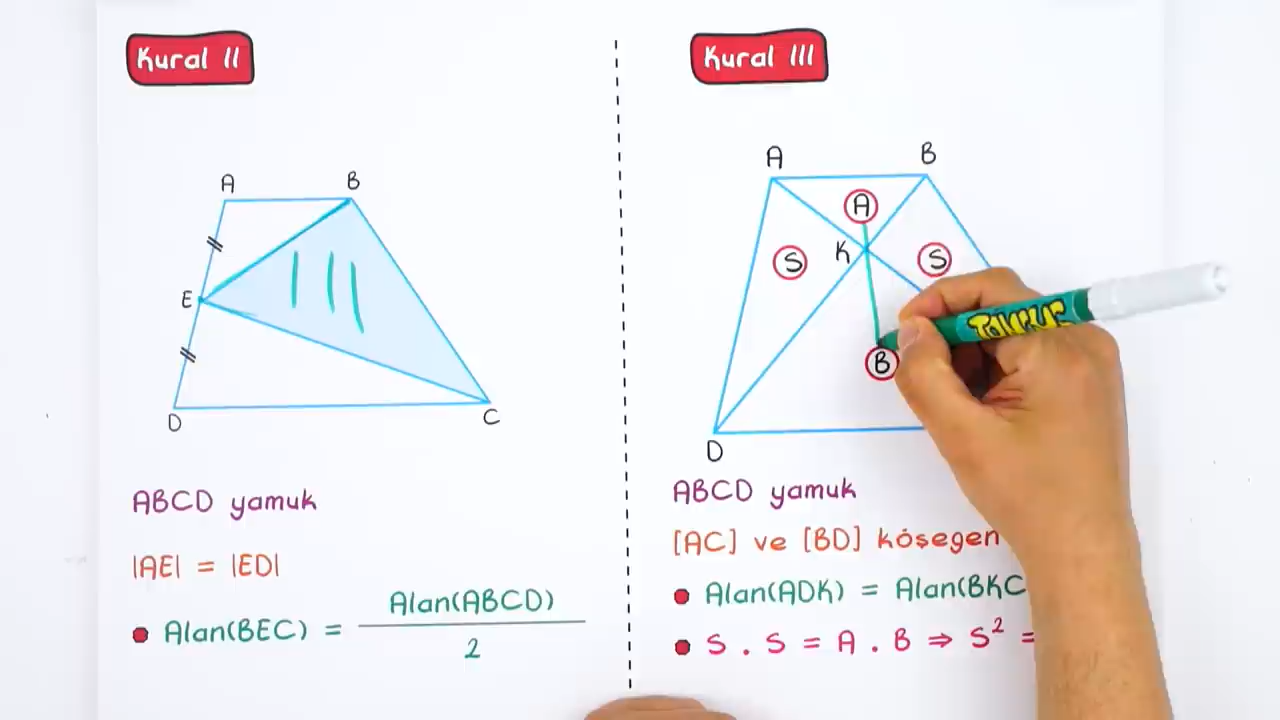 Kural II
A
B
E
D
C
ABCD yamuk
|AE| = |ED|
Alan(BEC) = Alan(ABCD)
2
Kural III
A
B
A
S
K
S
B
D
ABCD yamuk
[AC] ve [BD] köşegen
Alan(ADK) = Alan(BKC
S . S = A . B ⇒ S² =